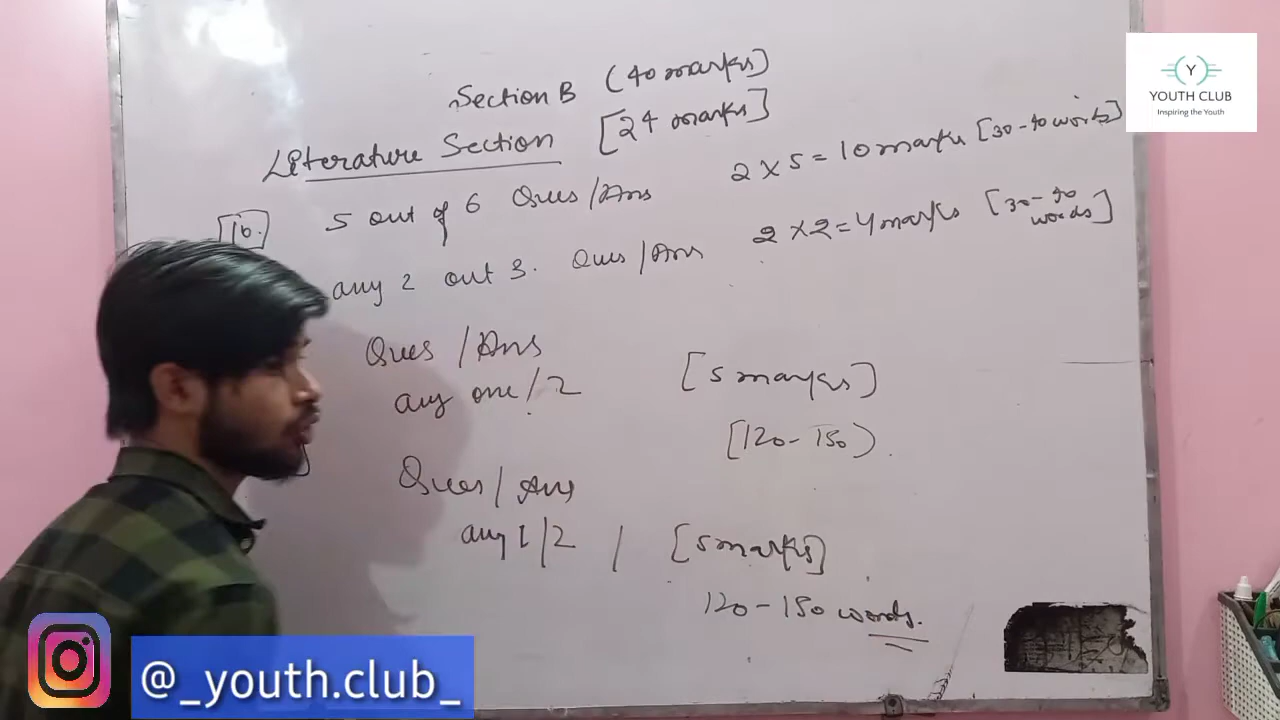 Section B (40 marks)
Literature Section [24 marks]
16. 5 out of 6 Ques/Ans 2 x 5 = 10 marks [30-40 words]
any 2 out 3. Ques/Ans 2 x 2 = 4 marks [30-40 words]
Ques/Ans
any one/2 [5 marks]
[120-150)
Ques/Ans
any 1/2 / [5 marks]
120-150 words.
Y
YOUTH CLUB
Inspiring the Youth
@_youth.club_